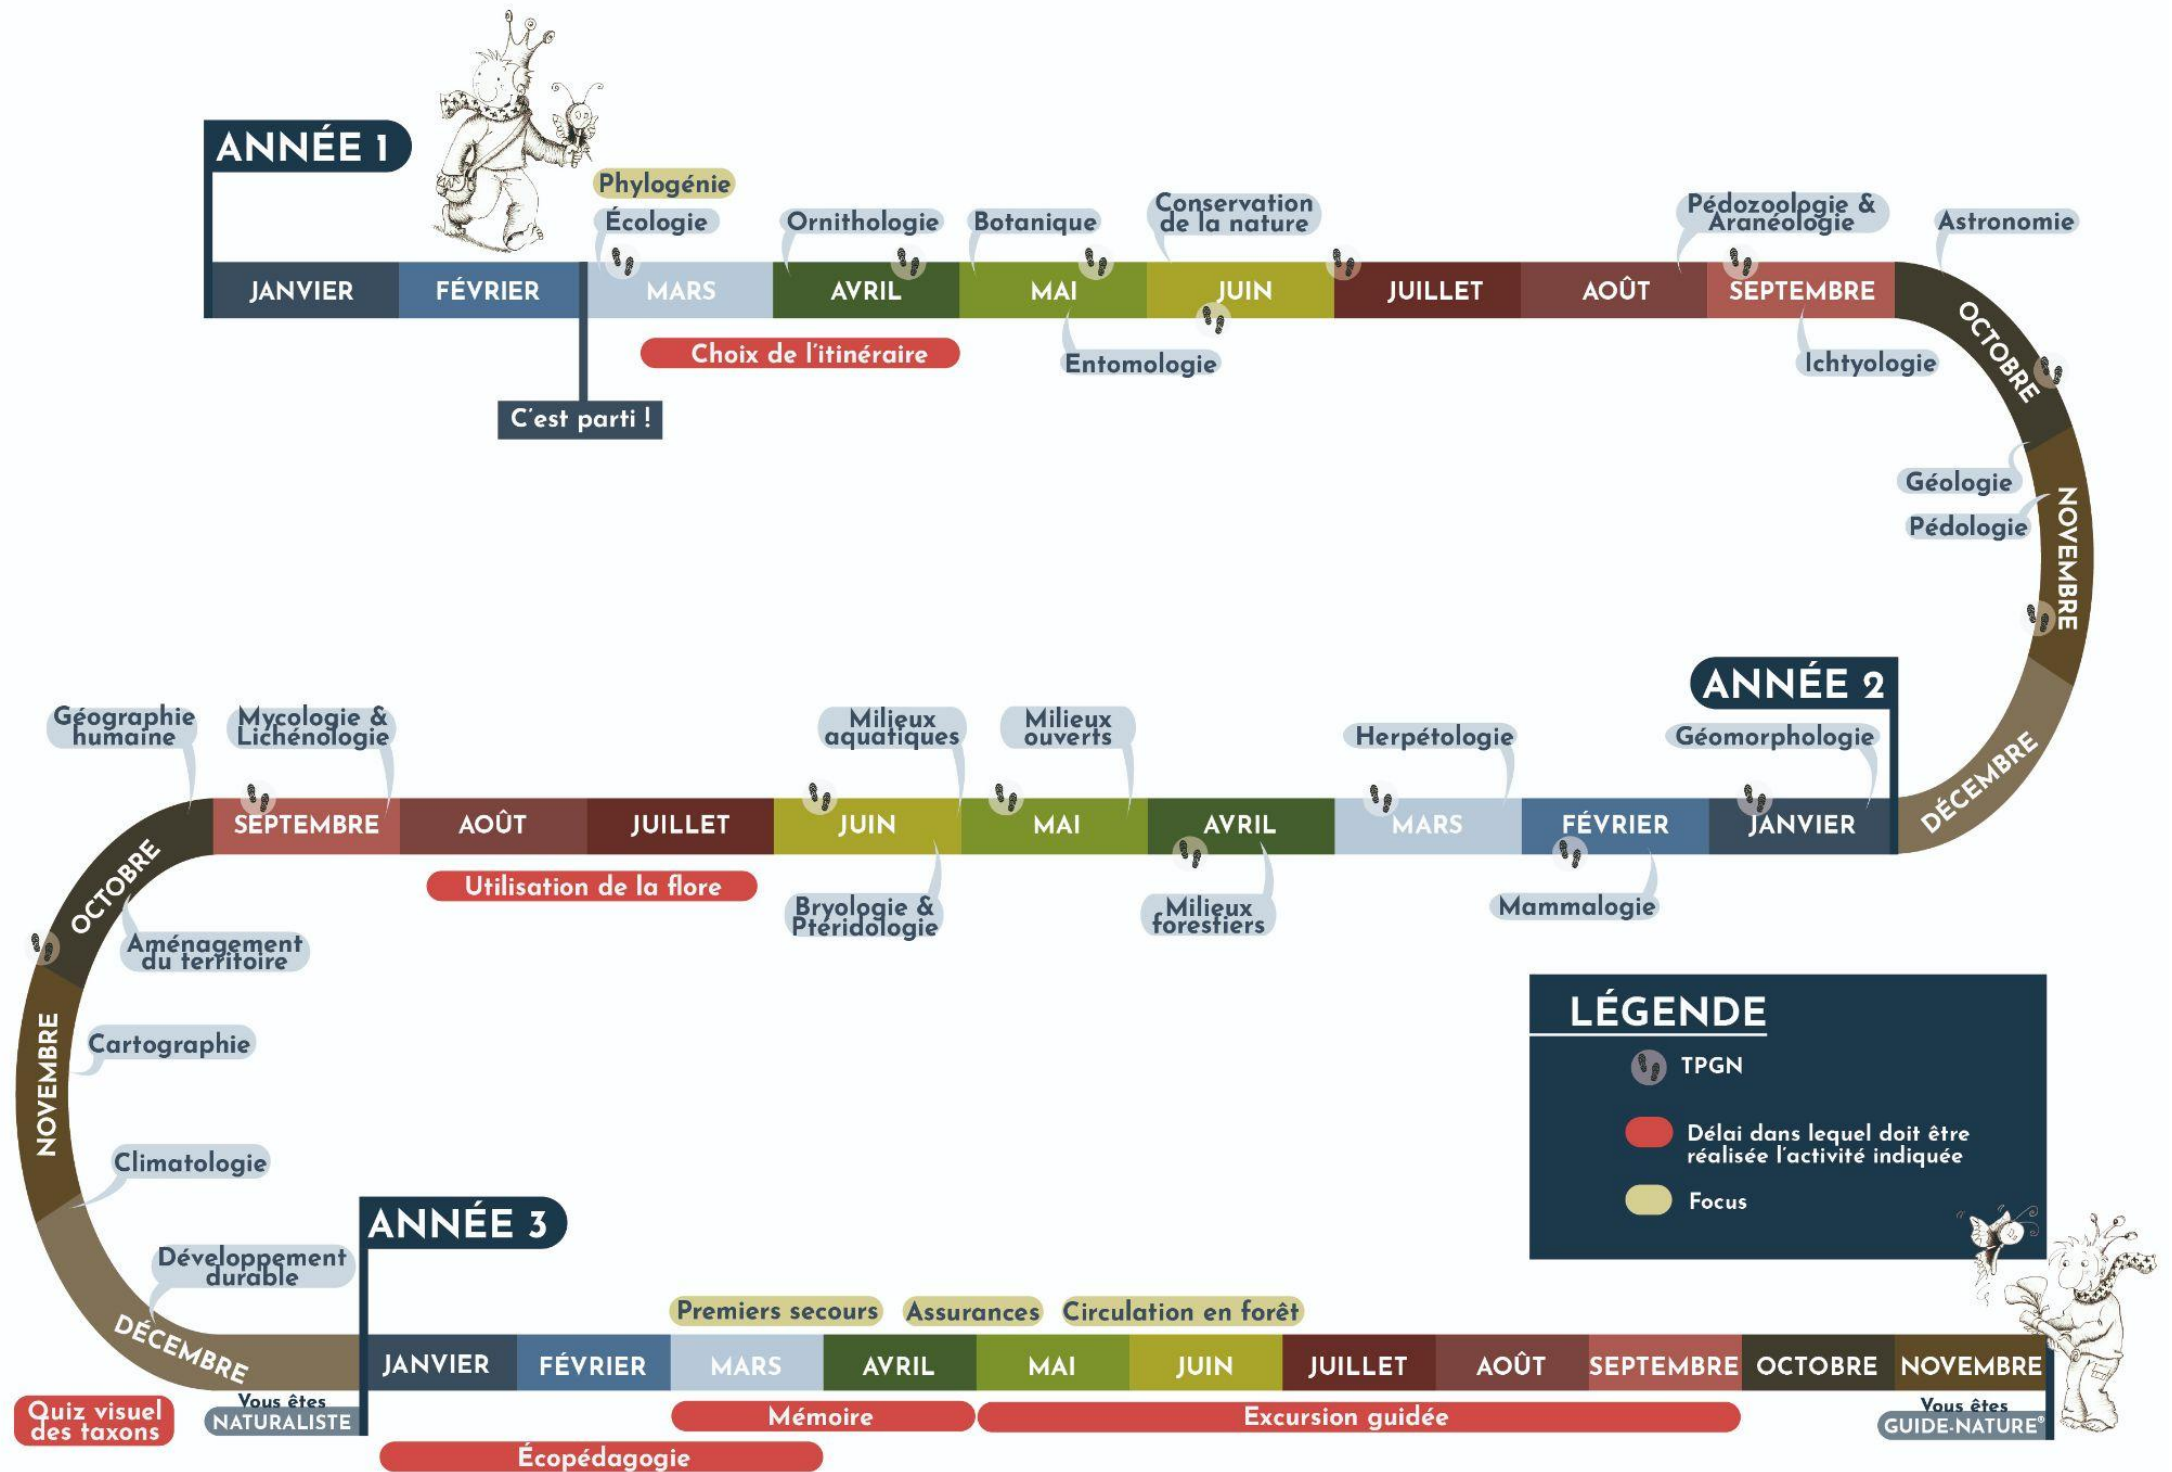 ANNÉE 1
Phylogénie
Écologie
Ornithologie
Botanique
Conservation
de la nature
Pédozoologie &
Aranéologie
Astronomie
JANVIER
FÉVRIER
MARS
AVRIL
MAI
JUIN
JUILLET
AOÛT
SEPTEMBRE
OCTOBRE
Choix de l'itinéraire
Entomologie
Ichtyologie
C'est parti !
Géologie
Pédologie
NOVEMBRE
DÉCEMBRE
ANNÉE 2
Géomorphologie
Herpétologie
Milieux
ouverts
Milieux
aquatiques
Mycologie &
Lichénologie
Géographie
humaine
JANVIER
FÉVRIER
MARS
AVRIL
MAI
JUIN
JUILLET
AOÛT
SEPTEMBRE
OCTOBRE
Mammalogie
Milieux
forestiers
Bryologie &
Ptéridologie
Utilisation de la flore
Aménagement
du territoire
NOVEMBRE
Cartographie
Climatologie
Développement
durable
DÉCEMBRE
Quiz visuel
des taxons
Vous êtes
NATURALISTE
LÉGENDE
TPGN
Délai dans lequel doit être
réalisée l'activité indiquée
Focus
ANNÉE 3
Premiers secours
Assurances
Circulation en forêt
JANVIER
FÉVRIER
MARS
AVRIL
MAI
JUIN
JUILLET
AOÛT
SEPTEMBRE
OCTOBRE
NOVEMBRE
Mémoire
Excursion guidée
Écopédagogie
Vous êtes
GUIDE-NATURE®